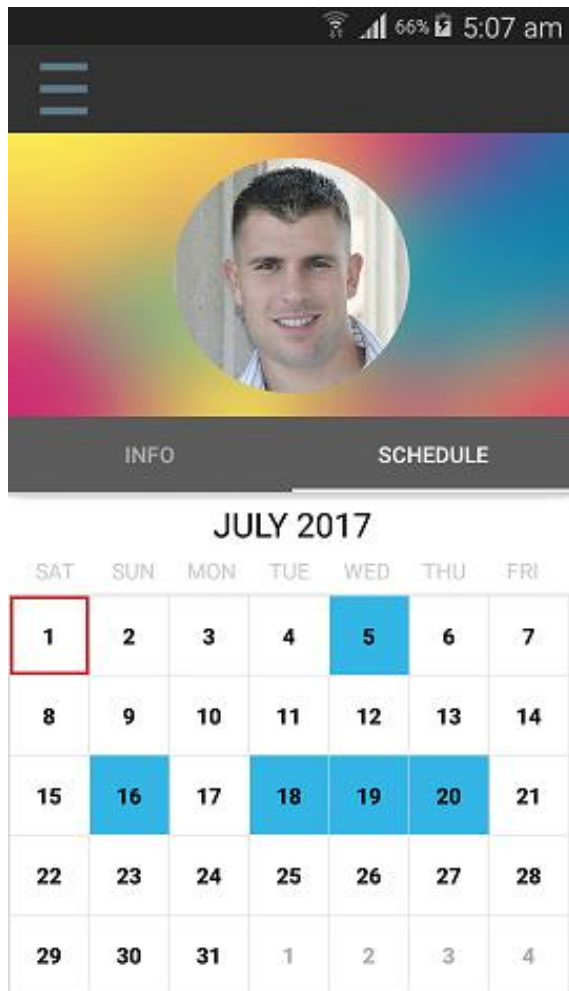 66% 5:07 am
INFO SCHEDULE
JULY 2017
SAT SUN MON TUE WED THU FRI
1 2 3 4 5 6 7
8 9 10 11 12 13 14
15 16 17 18 19 20 21
22 23 24 25 26 27 28
29 30 31 1 2 3 4